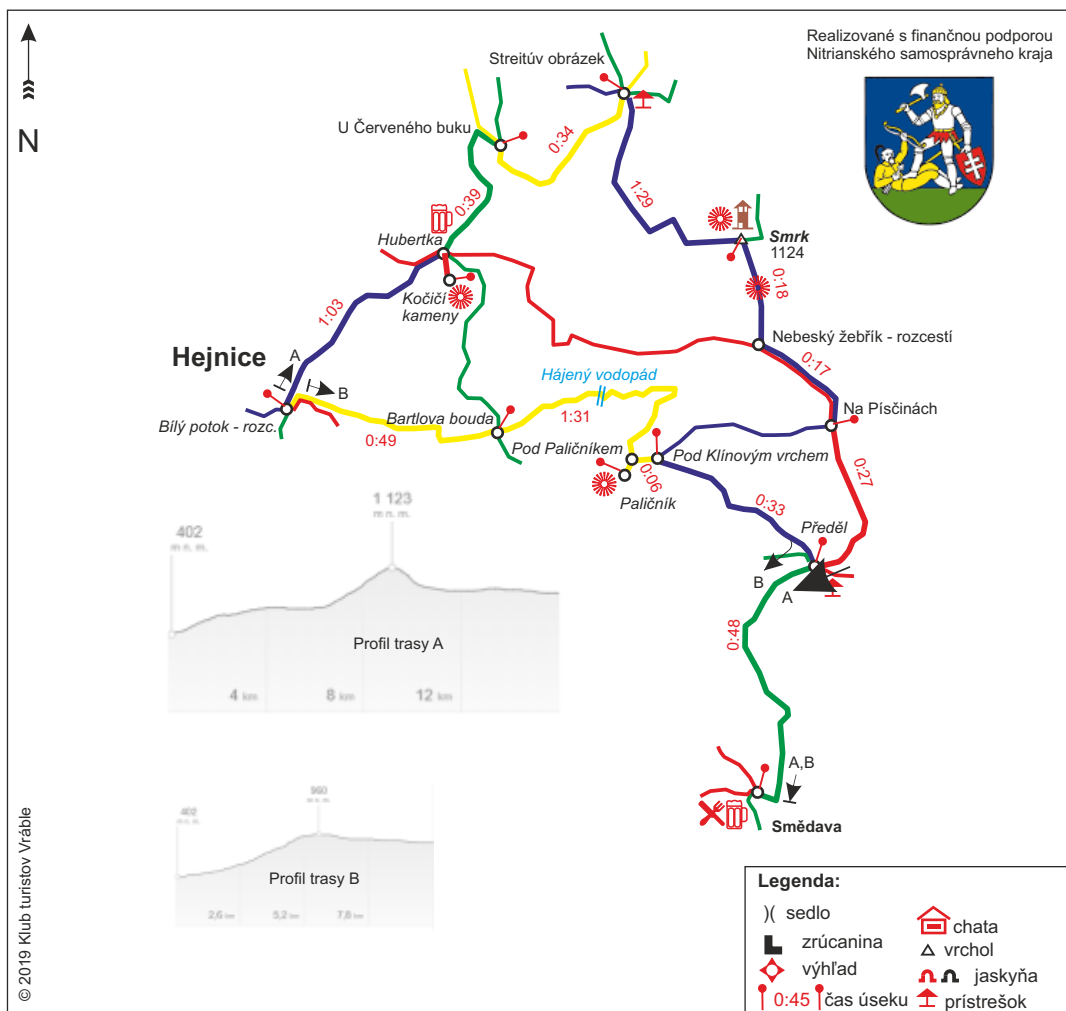 Realizované s finančnou podporou
Nitrianského samosprávneho kraja
N
Streitův obrázek
U Červeného buku
0:34
1:29
0:39
Hubertka
Smrk
1124
0:18
Kočičí
kameny
1:03
Nebeský žebřík - rozcestí
Hejnice
A
B
0:17
Hájený vodopád
Bílý potok - rozc.
Bartlova bouda
1:31
Na Písčinách
0:49
Pod Paličníkem
Pod Klínovým vrchem
0:06
0:27
Paličník
0:33
Předěl
B
A
0:48
A,B
Smědava
1 123
m n. m.
402
m n. m.
Profil trasy A
4 km
8 km
12 km
960
m n. m.
402
m n. m.
Profil trasy B
2,6 km
5,2 km
7,8 km
© 2019 Klub turistov Vráble
Legenda:
)( sedlo
chata
zrúcanina
vrchol
výhľad
jaskyňa
0:45 čas úseku
prístrešok